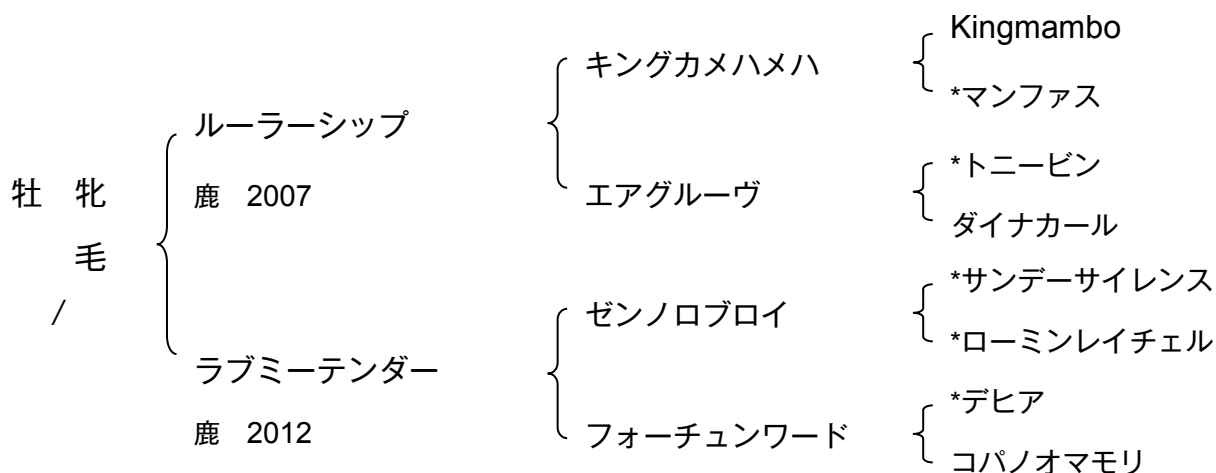 牡 牝
毛
/
ルーラーシップ
鹿 2007
ラブミーテンダー
鹿 2012
キングカメハメハ
エアグルーヴ
ゼンノロブロイ
フォーチュンワード
Kingmambo
*マンファス
*トニービン
ダイナカール
*サンデーサイレンス
*ローミンレイチェル
*デヒア
コパノオマモリ